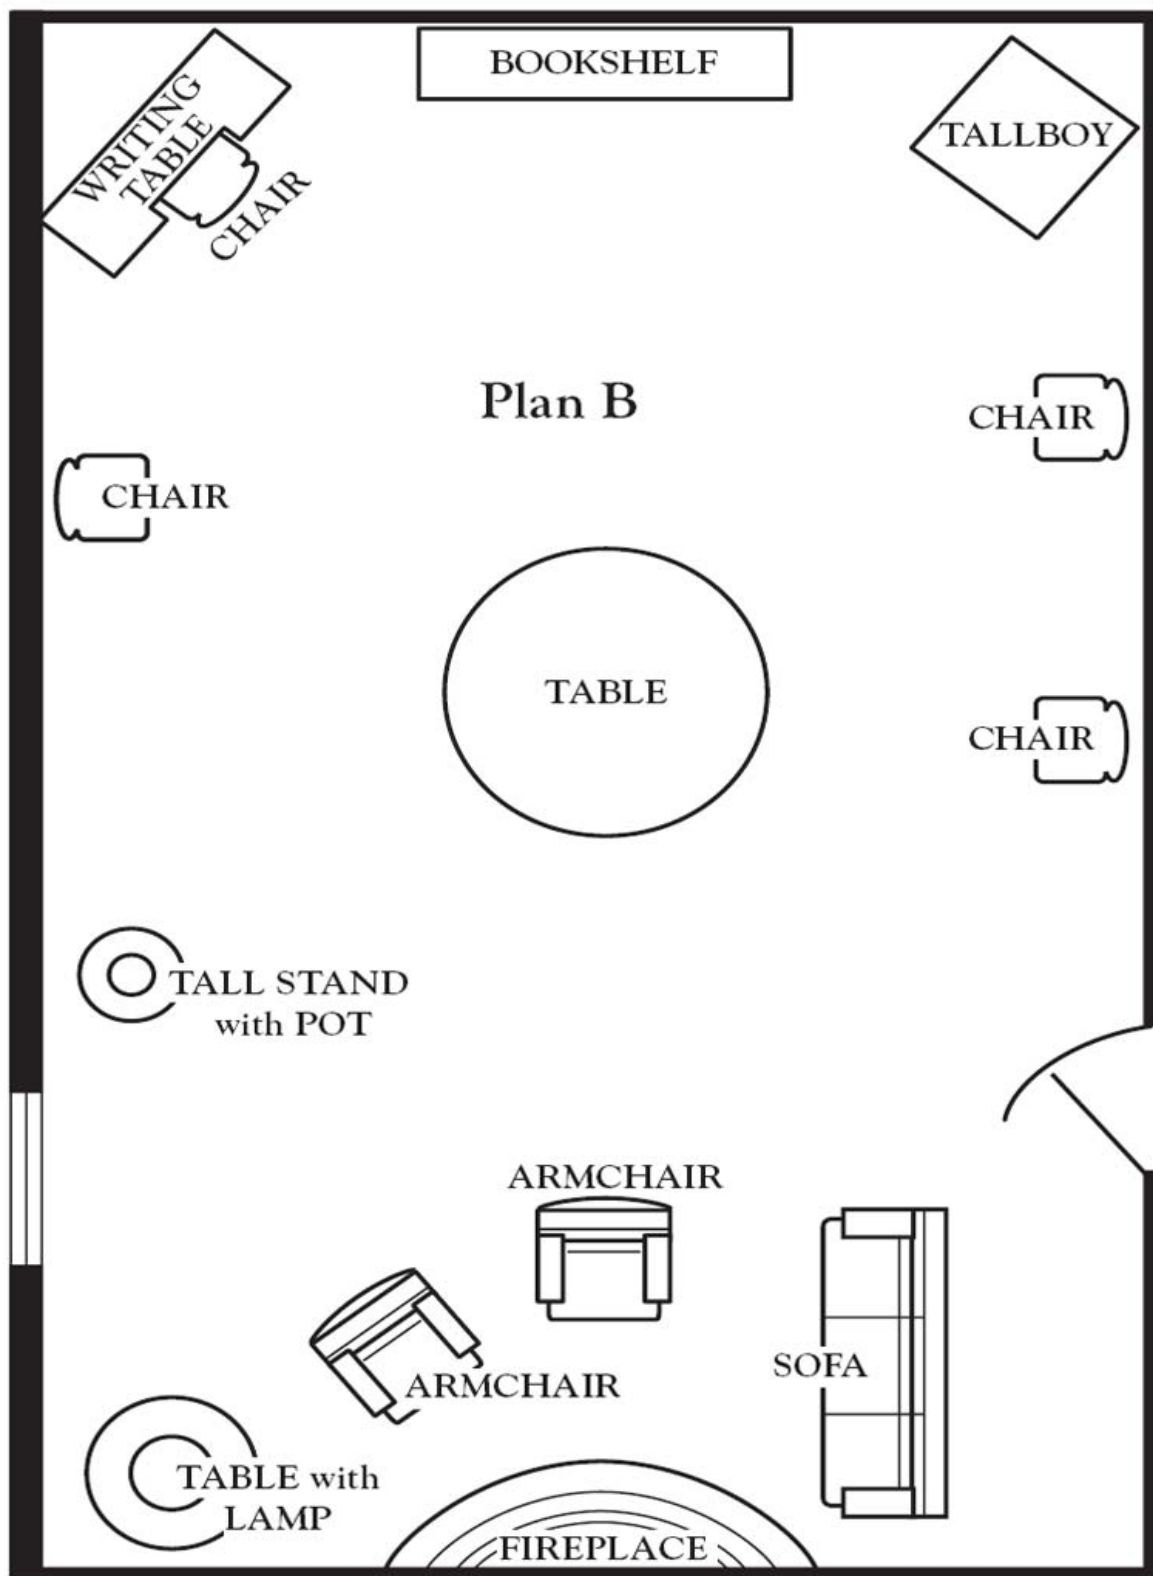 BOOKSHELF
WRITING
TABLE
CHAIR
TALLBOY
Plan B
CHAIR
CHAIR
TABLE
CHAIR
TALL STAND
with POT
ARMCHAIR
ARMCHAIR
SOFA
TABLE with
LAMP
FIREPLACE